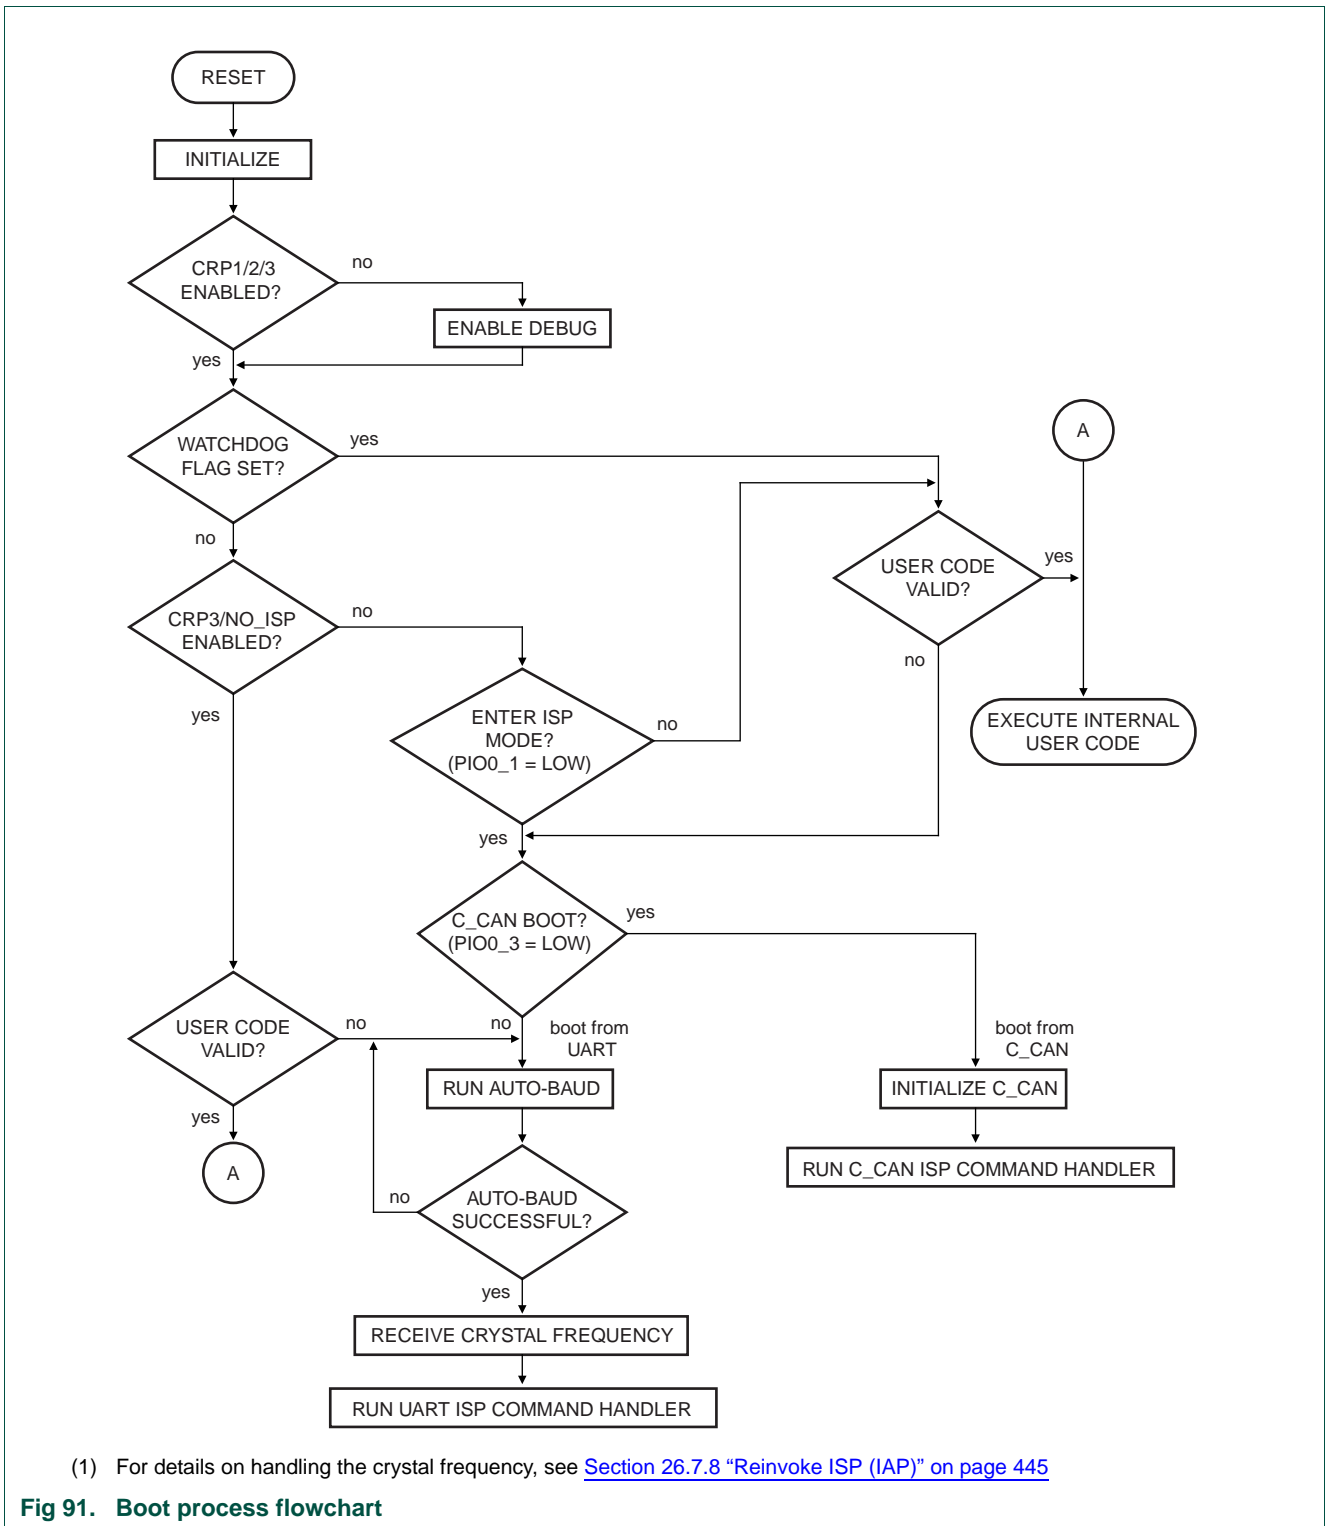 RESET
INITIALIZE
CRP1/2/3
ENABLED?
no
ENABLE DEBUG
yes
WATCHDOG
FLAG SET?
yes
A
no
USER CODE
VALID?
yes
no
CRP3/NO_ISP
ENABLED?
no
yes
ENTER ISP
MODE?
(PIO0_1 = LOW)
no
EXECUTE INTERNAL
USER CODE
yes
C_CAN BOOT?
(PIO0_3 = LOW)
yes
USER CODE
VALID?
no
no
boot from
UART
boot from
C_CAN
RUN AUTO-BAUD
INITIALIZE C_CAN
yes
A
RUN C_CAN ISP COMMAND HANDLER
no
AUTO-BAUD
SUCCESSFUL?
yes
RECEIVE CRYSTAL FREQUENCY
RUN UART ISP COMMAND HANDLER
(1) For details on handling the crystal frequency, see Section 26.7.8 “Reinvoke ISP (IAP)” on page 445
Fig 91. Boot process flowchart